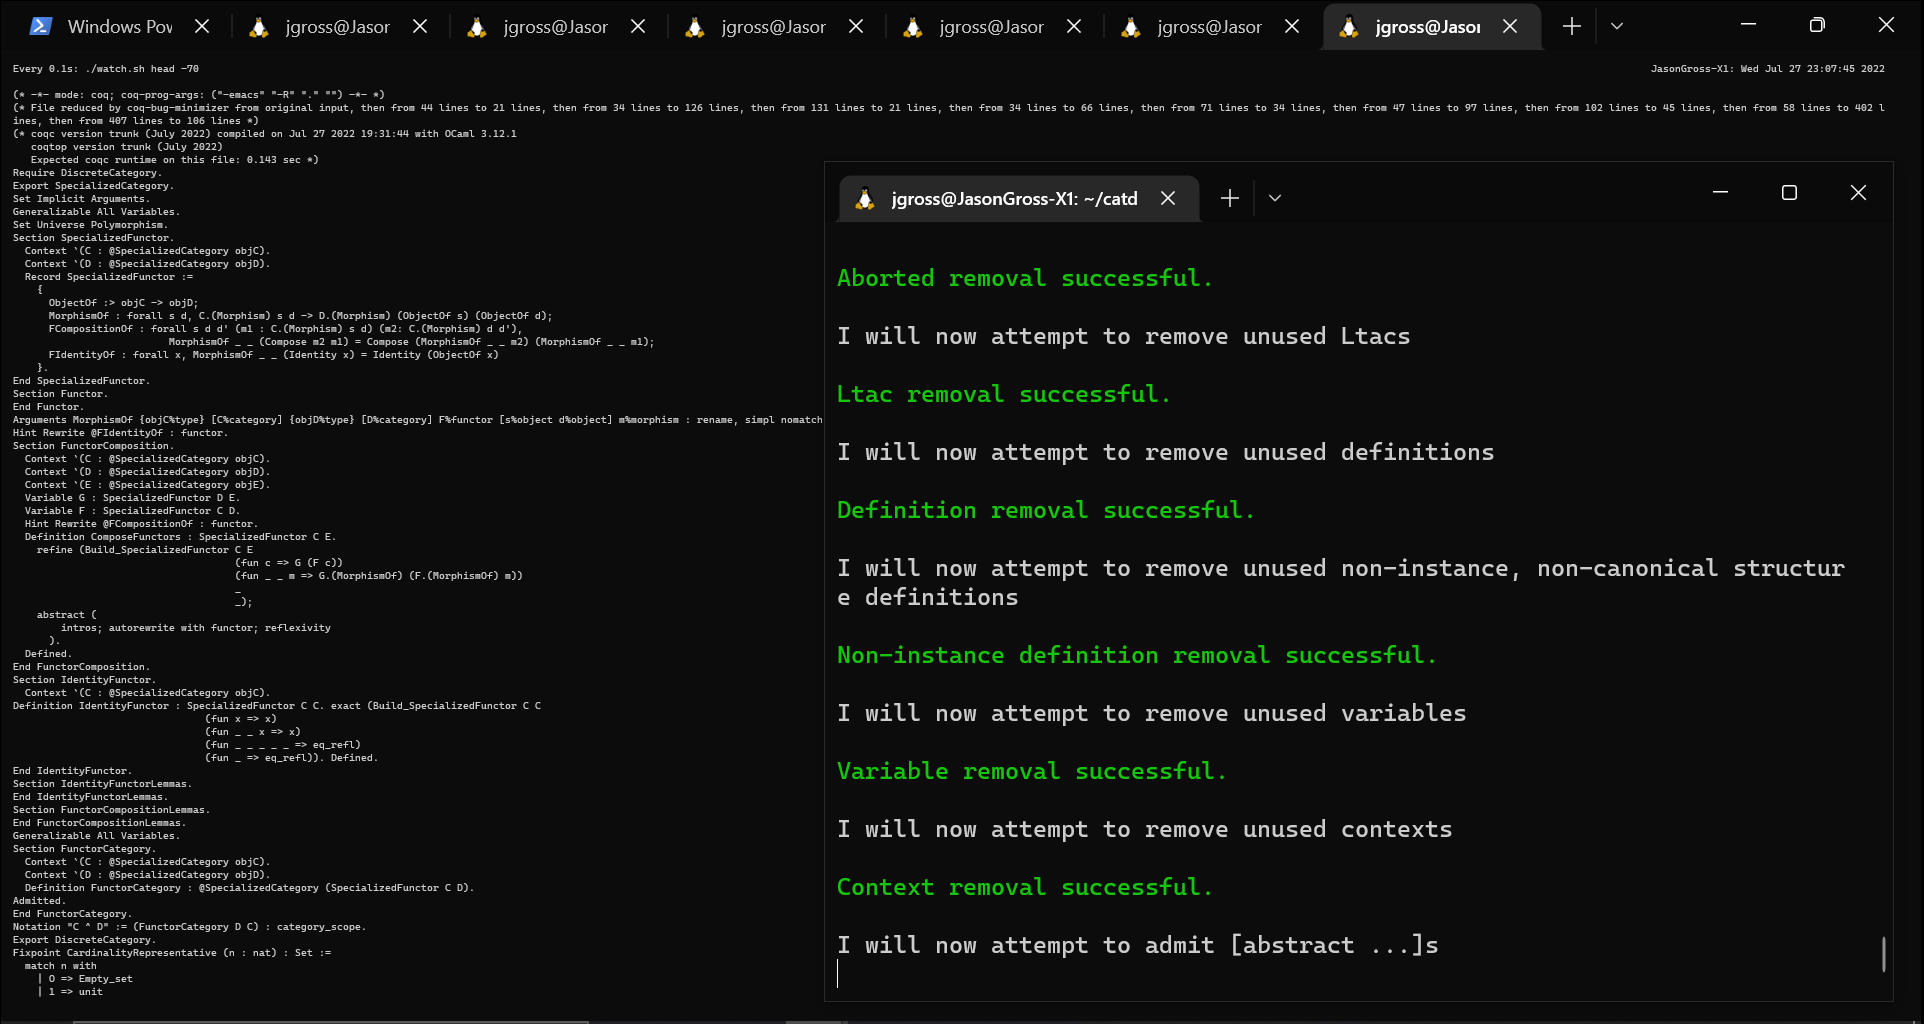 Windows Pow
jgross@Jasor
jgross@Jasor
jgross@Jasor
jgross@Jasor
jgross@Jasor
jgross@Jasor
Every 0.1s: ./watch.sh head -70
JasonGross-X1: Wed Jul 27 23:07:45 2022
(* -*- mode: coq; coq-prog-args: ("-emacs" "-R" "." "") -*- *)
(* File reduced by coq-bug-minimizer from original input, then from 44 lines to 21 lines, then from 34 lines to 126 lines, then from 131 lines to 21 lines, then from 34 lines to 66 lines, then from 71 lines to 34 lines, then from 47 lines to 97 lines, then from 102 lines to 45 lines, then from 58 lines to 402 l
ines, then from 407 lines to 106 lines *)
(* coqc version trunk (July 2022) compiled on Jul 27 2022 19:31:44 with OCaml 3.12.1
   coqtop version trunk (July 2022)
   Expected coqc runtime on this file: 0.143 sec *)
Require DiscreteCategory.
Export SpecializedCategory.
Set Implicit Arguments.
Generalizable All Variables.
Set Universe Polymorphism.
Section SpecializedFunctor.
  Context `(C : @SpecializedCategory objC).
  Context `(D : @SpecializedCategory objD).
  Record SpecializedFunctor :=
    {
      ObjectOf :> objC -> objD;
      MorphismOf : forall s d, C.(Morphism) s d -> D.(Morphism) (ObjectOf s) (ObjectOf d);
      FCompositionOf : forall s d d' (m1 : C.(Morphism) s d) (m2: C.(Morphism) d d'),
                          MorphismOf _ _ (Compose m2 m1) = Compose (MorphismOf _ _ m2) (MorphismOf _ _ m1);
      FIdentityOf : forall x, MorphismOf _ _ (Identity x) = Identity (ObjectOf x)
    }.
End SpecializedFunctor.
Section Functor.
End Functor.
Arguments MorphismOf {objC%type} [C%category] {objD%type} [D%category] F%functor [s%object d%object] m%morphism : rename, simpl nomatch
Hint Rewrite @FIdentityOf : functor.
Section FunctorComposition.
  Context `(C : @SpecializedCategory objC).
  Context `(D : @SpecializedCategory objD).
  Context `(E : @SpecializedCategory objE).
  Variable G : SpecializedFunctor D E.
  Variable F : SpecializedFunctor C D.
  Hint Rewrite @FCompositionOf : functor.
  Definition ComposeFunctors : SpecializedFunctor C E.
    refine (Build_SpecializedFunctor C E
                                     (fun c => G (F c))
                                     (fun _ _ m => G.(MorphismOf) (F.(MorphismOf) m))
                                     _
                                     _);
    abstract (
        intros; autorewrite with functor; reflexivity
      ).
  Defined.
End FunctorComposition.
Section IdentityFunctor.
  Context `(C : @SpecializedCategory objC).
Definition IdentityFunctor : SpecializedFunctor C C. exact (Build_SpecializedFunctor C C
                                (fun x => x)
                                (fun _ _ x => x)
                                (fun _ _ _ _ _ => eq_refl)
                                (fun _ => eq_refl)). Defined.
End IdentityFunctor.
Section IdentityFunctorLemmas.
End IdentityFunctorLemmas.
Section FunctorCompositionLemmas.
End FunctorCompositionLemmas.
Generalizable All Variables.
Section FunctorCategory.
  Context `(C : @SpecializedCategory objC).
  Context `(D : @SpecializedCategory objD).
  Definition FunctorCategory : @SpecializedCategory (SpecializedFunctor C D).
Admitted.
End FunctorCategory.
Notation "C ^ D" := (FunctorCategory D C) : category_scope.
Export DiscreteCategory.
Fixpoint CardinalityRepresentative (n : nat) : Set :=
  match n with
    | O => Empty_set
    | 1 => unit
jgross@JasonGross-X1: ~/catd
Aborted removal successful.
I will now attempt to remove unused Ltacs
Ltac removal successful.
I will now attempt to remove unused definitions
Definition removal successful.
I will now attempt to remove unused non-instance, non-canonical structur
e definitions
Non-instance definition removal successful.
I will now attempt to remove unused variables
Variable removal successful.
I will now attempt to remove unused contexts
Context removal successful.
I will now attempt to admit [abstract ...]s